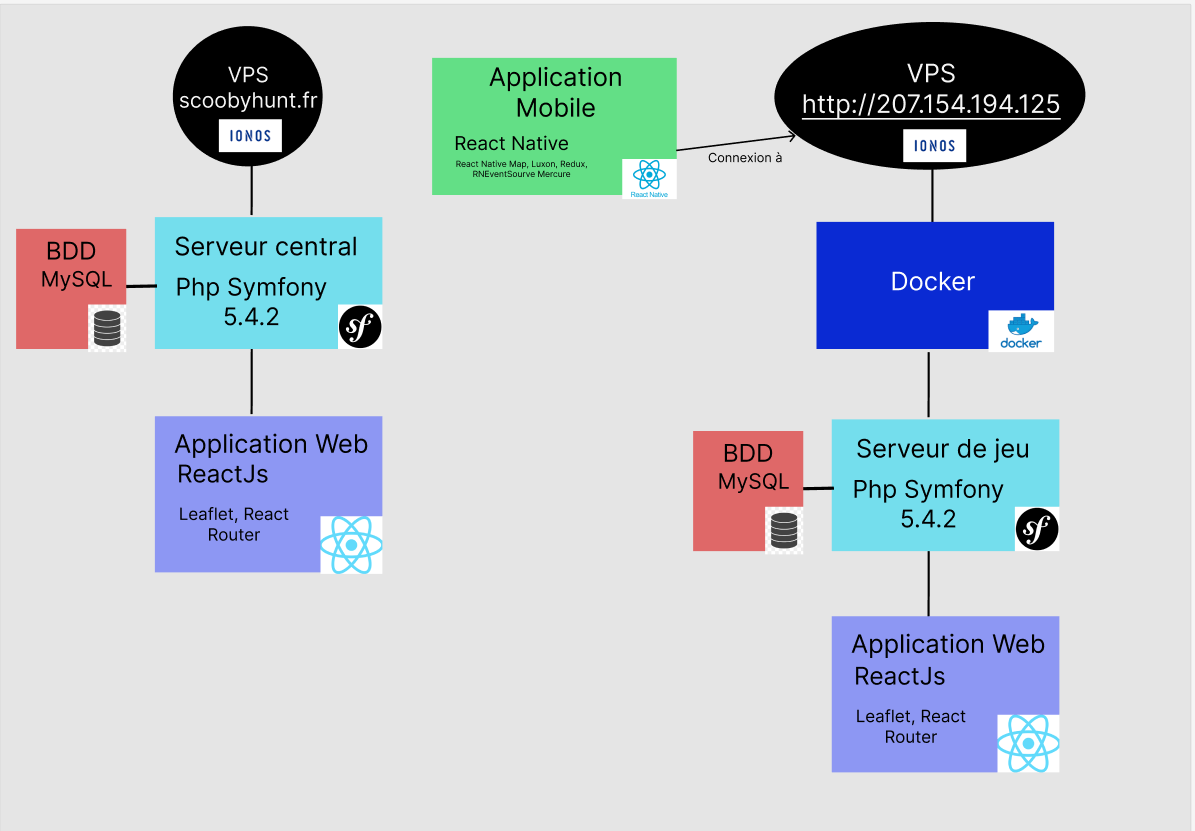 VPS
scoobyhunt.fr
IONOS
BDD
MySQL
Serveur central
Php Symfony
5.4.2
sf
Application Web
ReactJs
Leaflet, React
Router
Application
Mobile
React Native
React Native Map, Luxon, Redux,
RNEventSourve Mercure
React Native
Connexion à
VPS
http://207.154.194.125
IONOS
Docker
docker
BDD
MySQL
Serveur de jeu
Php Symfony
5.4.2
sf
Application Web
ReactJs
Leaflet, React
Router